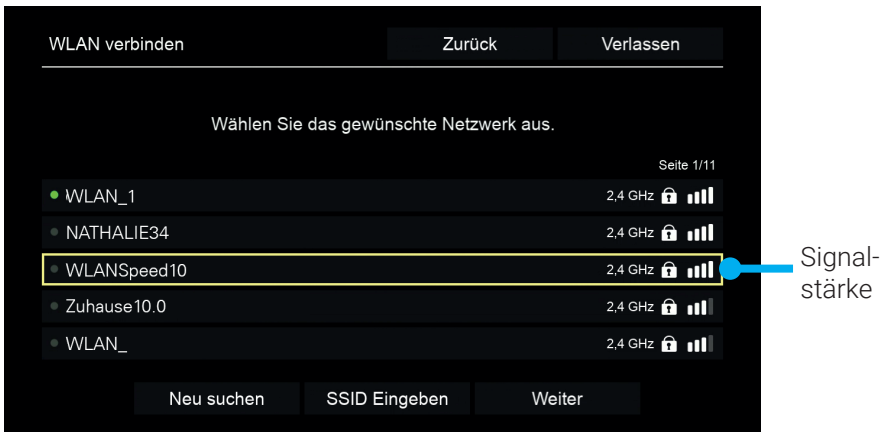 WLAN verbinden Zurück Verlassen
Wählen Sie das gewünschte Netzwerk aus.
Seite 1/11
WLAN_1 2,4 GHz
NATHALIE34 2,4 GHz
WLANSpeed10 2,4 GHz
Signal-
stärke
Zuhause10.0 2,4 GHz
WLAN_ 2,4 GHz
Neu suchen SSID Eingeben Weiter